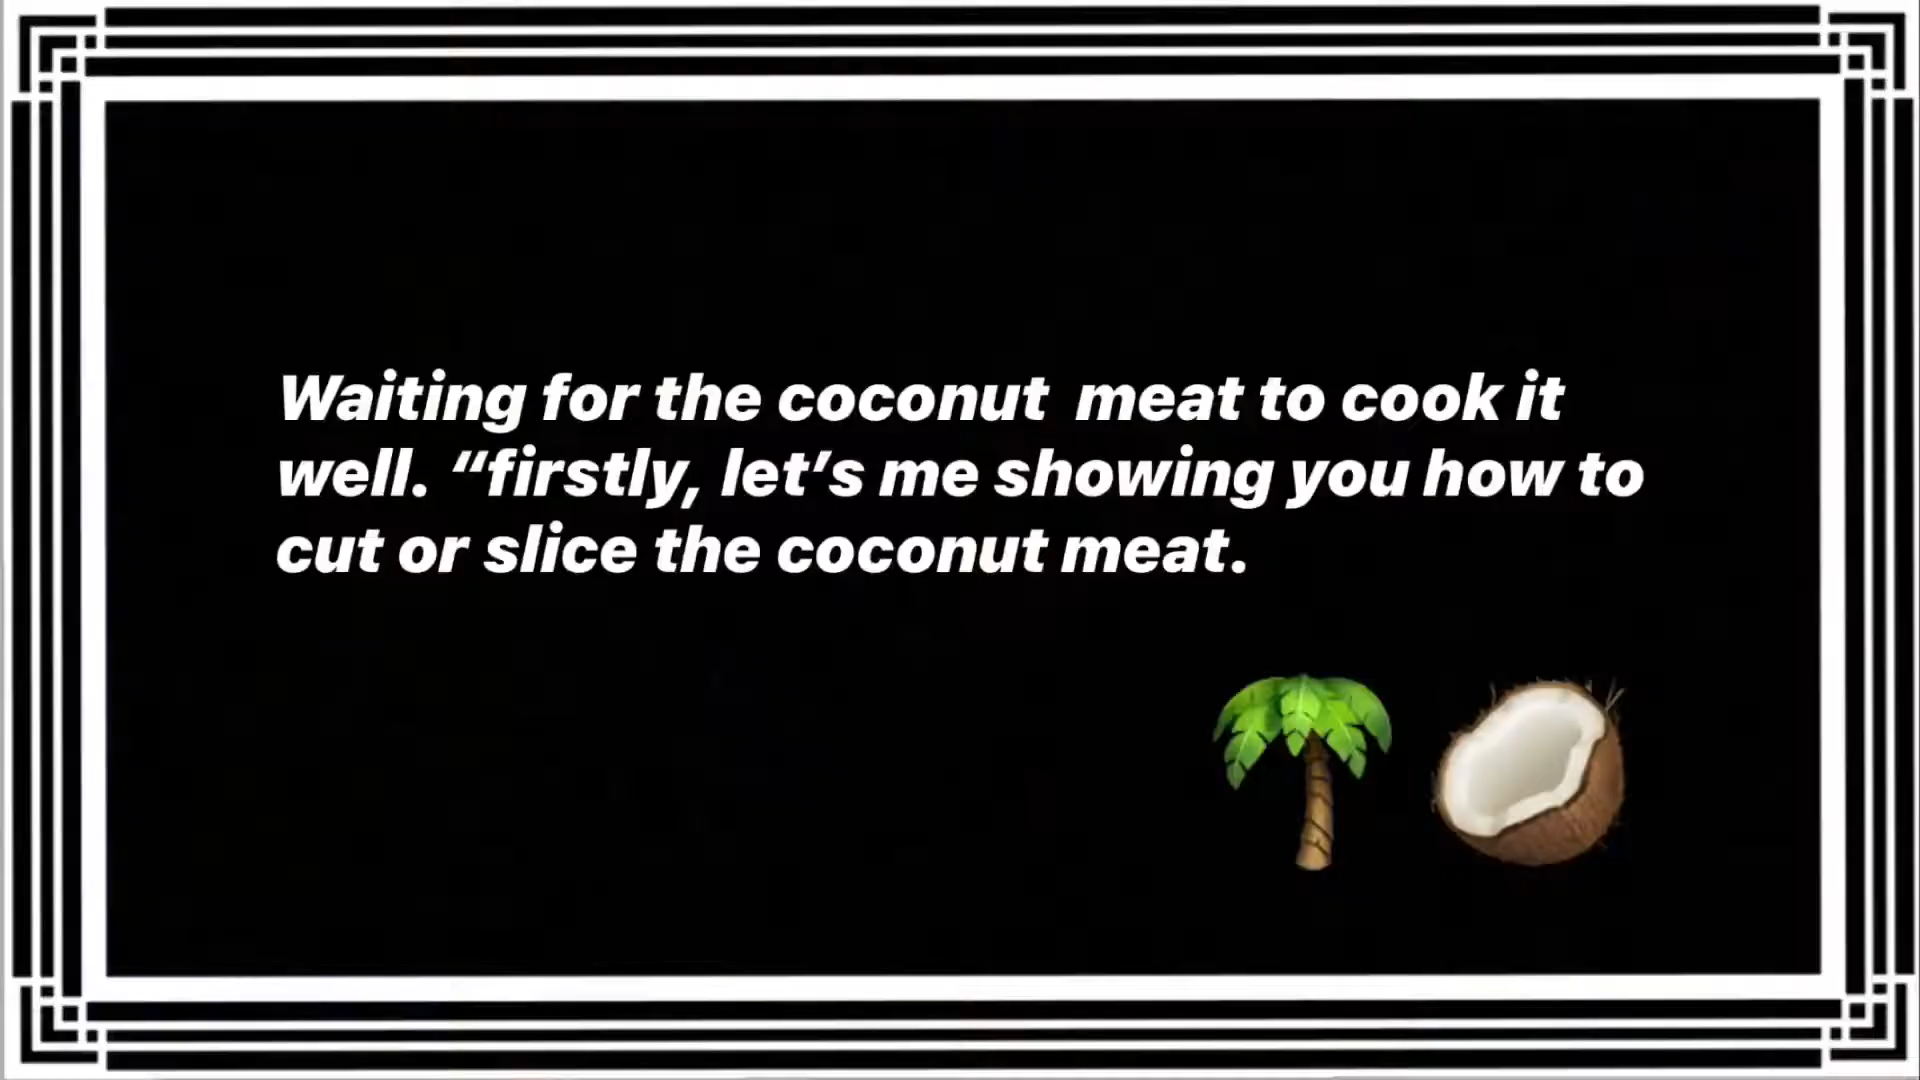 Waiting for the coconut  meat to cook it
well. “firstly, let’s me showing you how to
cut or slice the coconut meat.